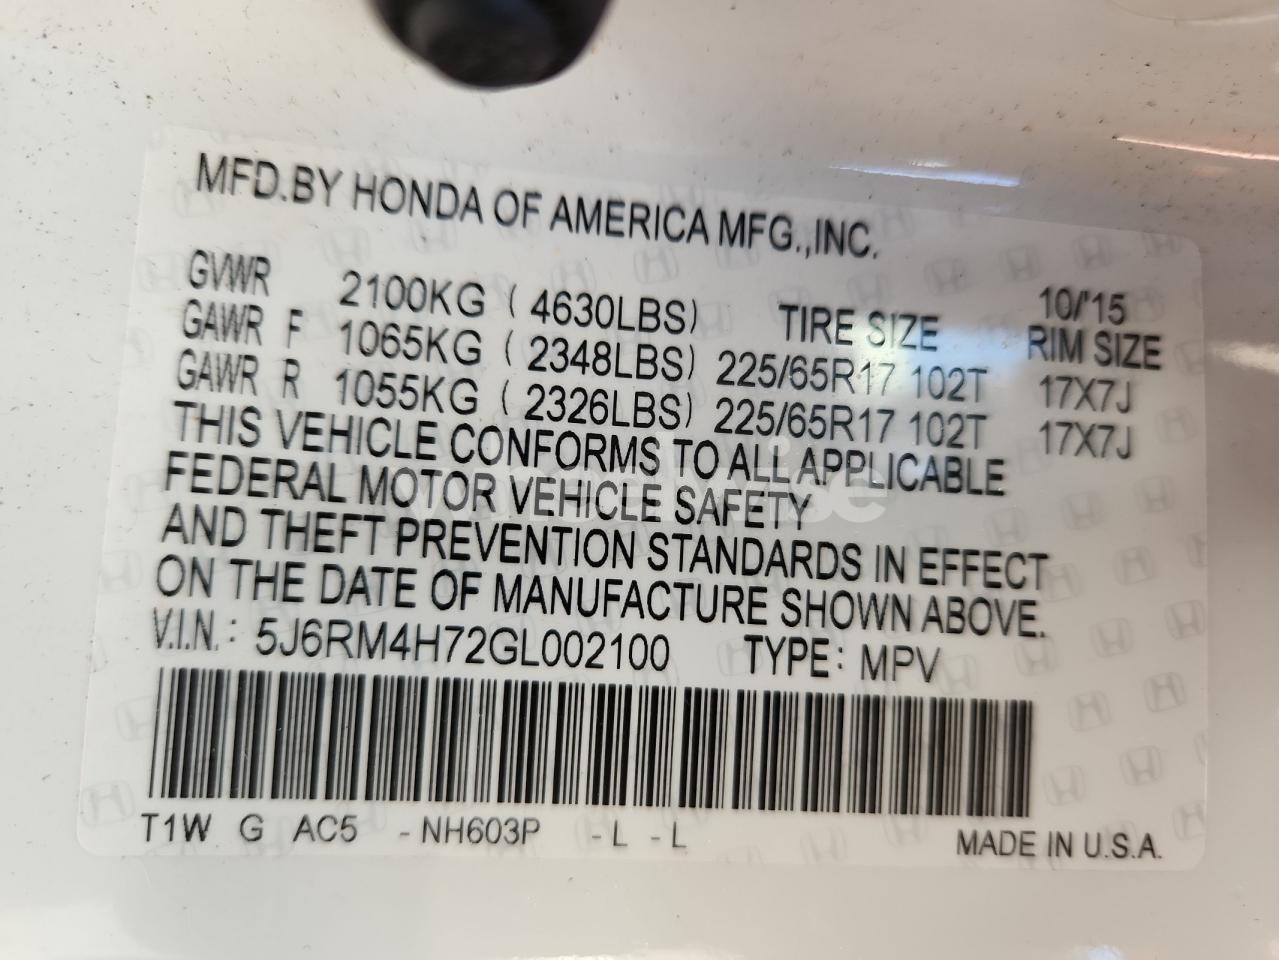 MFD.BY HONDA OF AMERICA MFG.,INC.
10/'15
GVWR 2100KG ( 4630LBS) TIRE SIZE RIM SIZE
GAWR F 1065KG ( 2348LBS) 225/65R17 102T 17X7J
GAWR R 1055KG ( 2326LBS) 225/65R17 102T 17X7J
THIS VEHICLE CONFORMS TO ALL APPLICABLE
FEDERAL MOTOR VEHICLE SAFETY
AND THEFT PREVENTION STANDARDS IN EFFECT
ON THE DATE OF MANUFACTURE SHOWN ABOVE.
V.I.N.: 5J6RM4H72GL002100 TYPE: MPV
T1W G AC5 -NH603P -L -L MADE IN U.S.A.